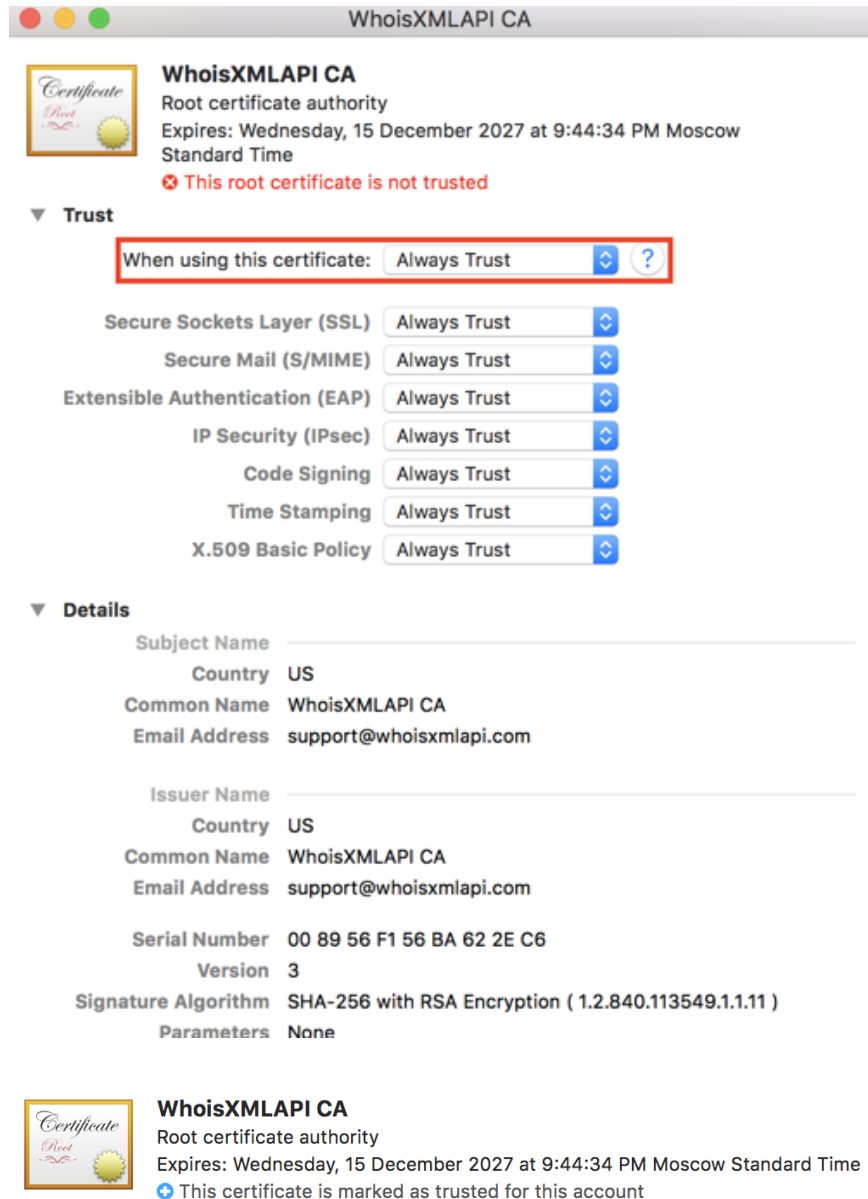 WhoisXMLAPI CA
Certificate
Root
WhoisXMLAPI CA
Root certificate authority
Expires: Wednesday, 15 December 2027 at 9:44:34 PM Moscow
Standard Time
This root certificate is not trusted
Trust
When using this certificate: Always Trust ?
Secure Sockets Layer (SSL) Always Trust
Secure Mail (S/MIME) Always Trust
Extensible Authentication (EAP) Always Trust
IP Security (IPsec) Always Trust
Code Signing Always Trust
Time Stamping Always Trust
X.509 Basic Policy Always Trust
Details
Subject Name
Country US
Common Name WhoisXMLAPI CA
Email Address support@whoisxmlapi.com
Issuer Name
Country US
Common Name WhoisXMLAPI CA
Email Address support@whoisxmlapi.com
Serial Number 00 89 56 F1 56 BA 62 2E C6
Version 3
Signature Algorithm SHA-256 with RSA Encryption ( 1.2.840.113549.1.1.11 )
Parameters None
Certificate
Root
WhoisXMLAPI CA
Root certificate authority
Expires: Wednesday, 15 December 2027 at 9:44:34 PM Moscow Standard Time
This certificate is marked as trusted for this account